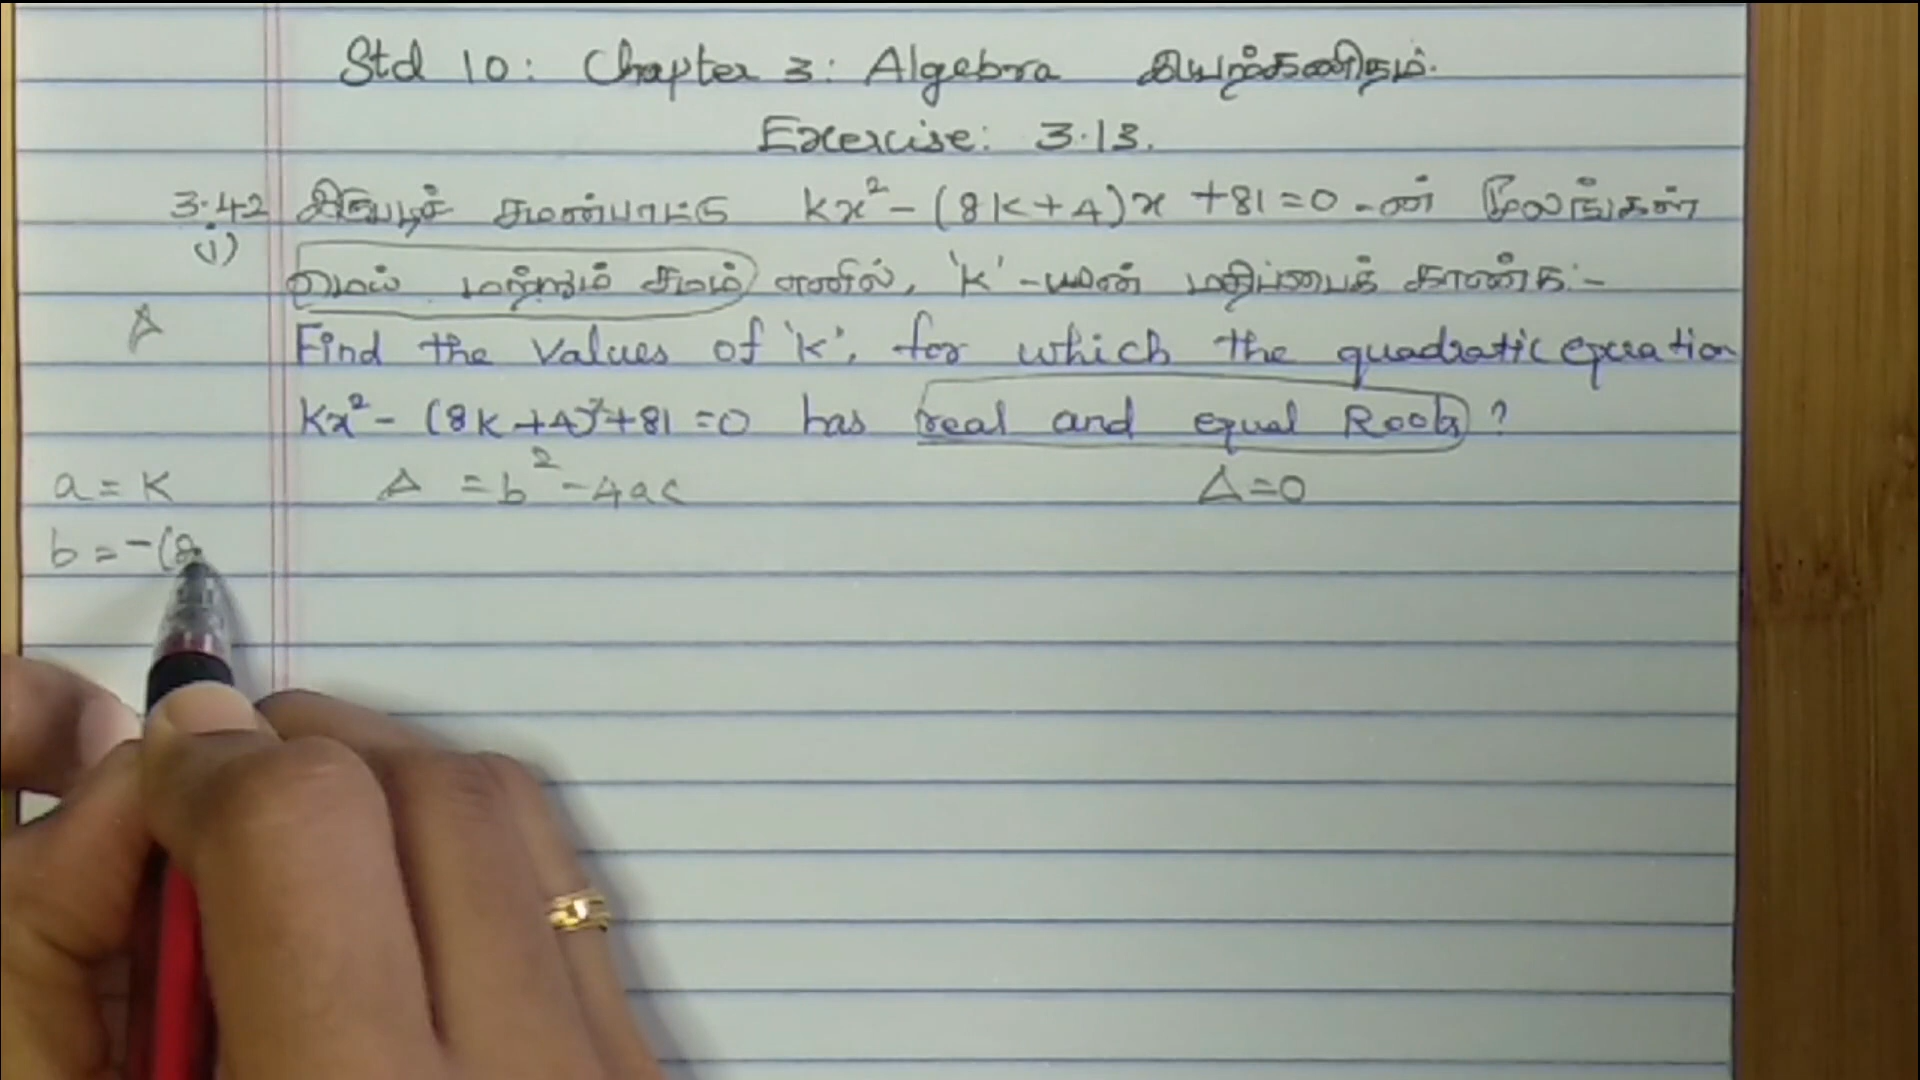 Std 10: Chapter 3: Algebra இயற்கணிதம்.
Exercise: 3.13.
3.42 இருபடிச் சமன்பாட்டு kx² - (8k+4)x +81=0 -ன் மூலங்கள்
i) மெய் மற்றும் சமம் எனில், 'k' -யின் மதிப்பைக் காண்க:-
Δ
Find the values of 'k', for which the quadratic equation
kx² - (8k+4)x+81=0 has real and equal Roots?
a = k Δ = b² - 4ac Δ=0
b = -(8